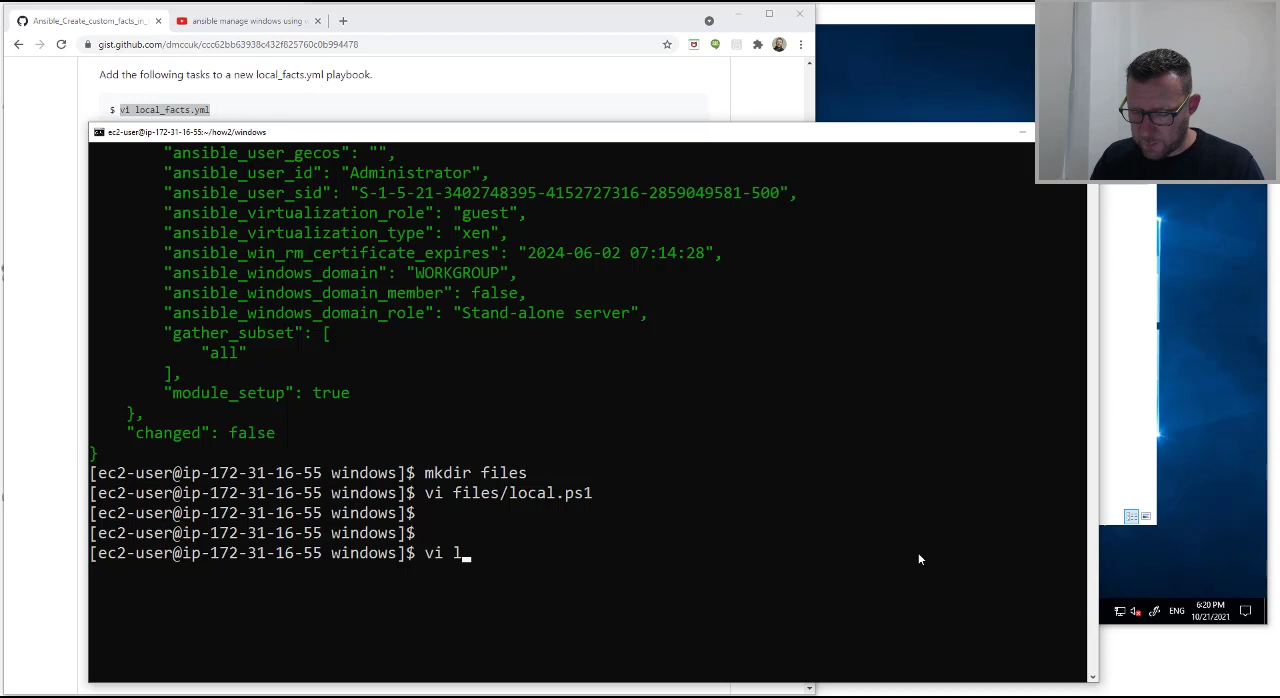 Ansible_Create_custom_facts_in_
ansible manage windows using
gist.github.com/dmccuk/ccc62bb63938c432f825760c0b994478
Add the following tasks to a new local_facts.yml playbook.
$ vi local_facts.yml
ec2-user@ip-172-31-16-55:~/how2/windows
"ansible_user_gecos": "",
"ansible_user_id": "Administrator",
"ansible_user_sid": "S-1-5-21-3402748395-4152727316-2859049581-500",
"ansible_virtualization_role": "guest",
"ansible_virtualization_type": "xen",
"ansible_win_rm_certificate_expires": "2024-06-02 07:14:28",
"ansible_windows_domain": "WORKGROUP",
"ansible_windows_domain_member": false,
"ansible_windows_domain_role": "Stand-alone server",
"gather_subset": [
"all"
],
"module_setup": true
},
"changed": false
}
[ec2-user@ip-172-31-16-55 windows]$ mkdir files
[ec2-user@ip-172-31-16-55 windows]$ vi files/local.ps1
[ec2-user@ip-172-31-16-55 windows]$
[ec2-user@ip-172-31-16-55 windows]$
[ec2-user@ip-172-31-16-55 windows]$ vi l
ENG
6:20 PM
10/21/2021